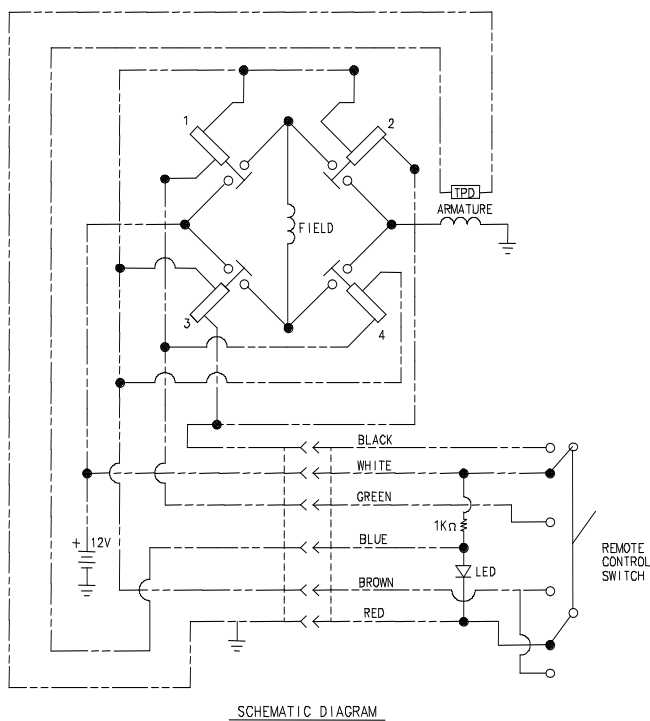 1
2
TPD
ARMATURE
FIELD
3
4
BLACK
WHITE
GREEN
1KΩ
+ 12V
BLUE
REMOTE
CONTROL
SWITCH
LED
BROWN
RED
SCHEMATIC DIAGRAM